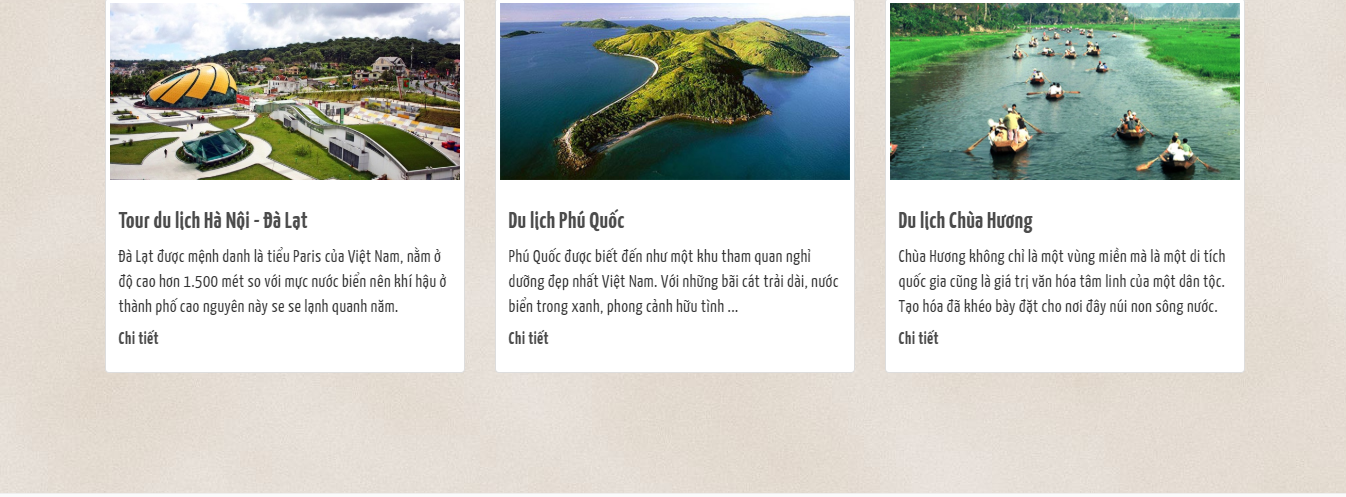 Tour du lịch Hà Nội - Đà Lạt
Đà Lạt được mệnh danh là tiểu Paris của Việt Nam, nằm ở
độ cao hơn 1.500 mét so với mực nước biển nên khí hậu ở
thành phố cao nguyên này se se lạnh quanh năm.
Chi tiết
Du lịch Phú Quốc
Phú Quốc được biết đến như một khu tham quan nghỉ
dưỡng đẹp nhất Việt Nam. Với những bãi cát trải dài, nước
biển trong xanh, phong cảnh hữu tình ...
Chi tiết
Du lịch Chùa Hương
Chùa Hương không chỉ là một vùng miền mà là một di tích
quốc gia cũng là giá trị văn hóa tâm linh của một dân tộc.
Tạo hóa đã khéo bày đặt cho nơi đây núi non sông nước.
Chi tiết